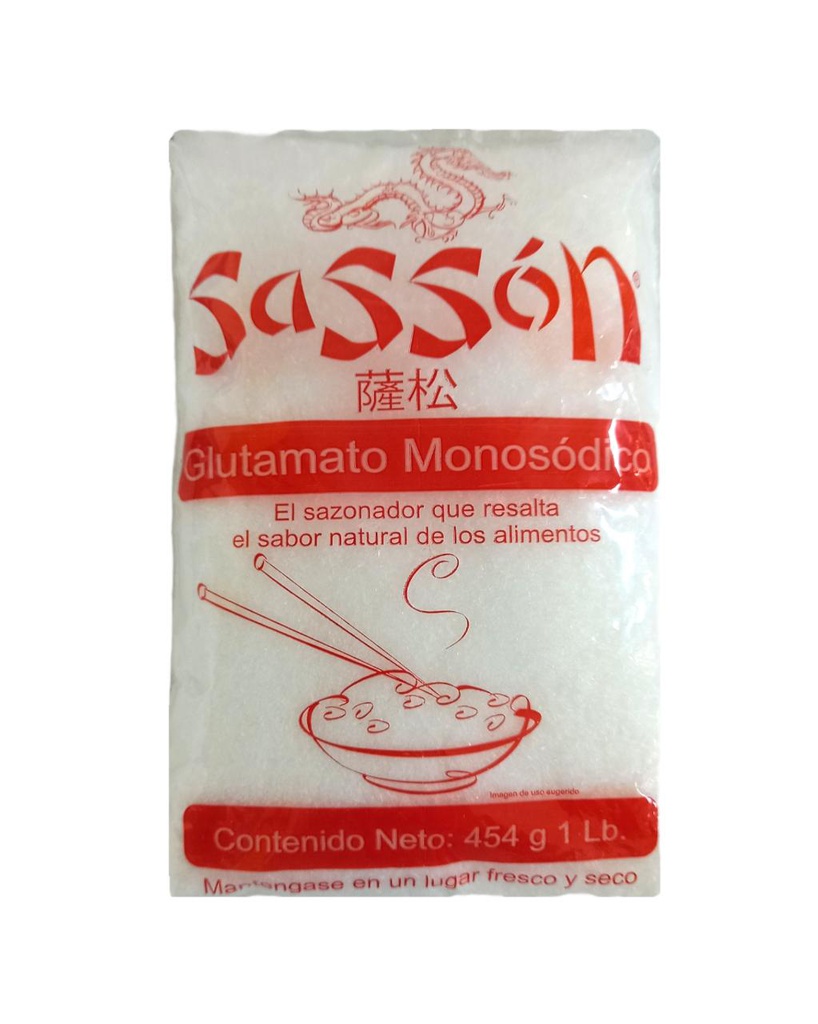 Sassón®
薩松
Glutamato Monosódico
El sazonador que resalta
el sabor natural de los alimentos
Imagen de uso sugerido
Contenido Neto: 454 g 1 Lb.
Manténgase en un lugar fresco y seco